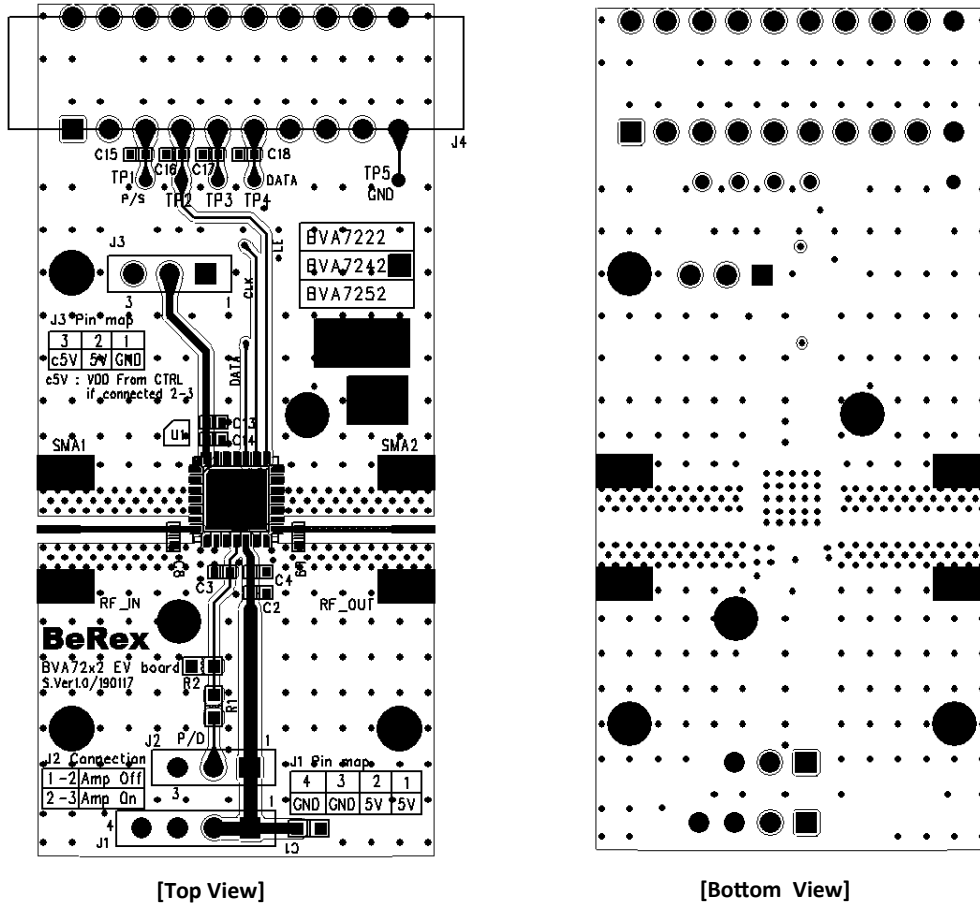 J4
C15
C16
C17
C18
TP1
TP2
TP3
TP4
DATA
P/S
TP5
GND
LE
BVA7222
BVA7242
BVA7252
J3
CLK
3
1
J3 Pin map
3 2 1
c5V 5V GND
c5V : VDD From CTRL
if connected 2-3
DATA
C13
U1
C14
SMA1
SMA2
C8
C9
C3
C4
C2
RF_IN
RF_OUT
BeRex
BVA72x2 EV board
S.Ver1.0/190117
R2
R1
P/D
J2
1
3
J2 Connection
1-2 Amp Off
2-3 Amp On
J1 Pin map
4 3 2 1
GND GND 5V 5V
4
1
J1
C1
[Top View]
[Bottom View]